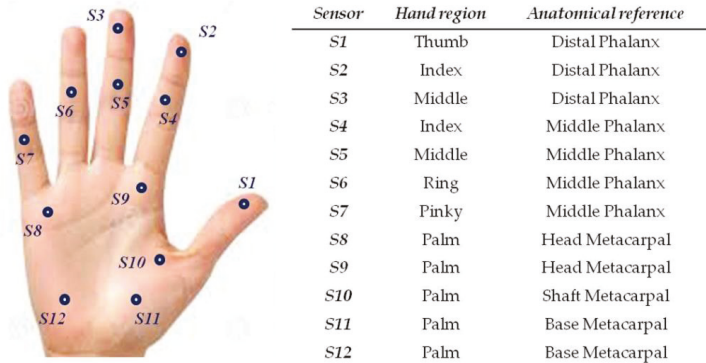 S3
S2
S6
S5
S4
S7
S9
S1
S8
S10
S12
S11
Sensor Hand region Anatomical reference
S1 Thumb Distal Phalanx
S2 Index Distal Phalanx
S3 Middle Distal Phalanx
S4 Index Middle Phalanx
S5 Middle Middle Phalanx
S6 Ring Middle Phalanx
S7 Pinky Middle Phalanx
S8 Palm Head Metacarpal
S9 Palm Head Metacarpal
S10 Palm Shaft Metacarpal
S11 Palm Base Metacarpal
S12 Palm Base Metacarpal